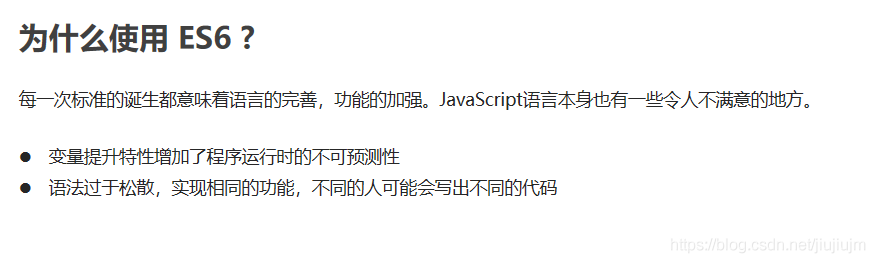 为什么使用 ES6 ?
每一次标准的诞生都意味着语言的完善，功能的加强。JavaScript语言本身也有一些令人不满意的地方。
● 变量提升特性增加了程序运行时的不可预测性
● 语法过于松散，实现相同的功能，不同的人可能会写出不同的代码
https://blog.csdn.net/jiujiujm